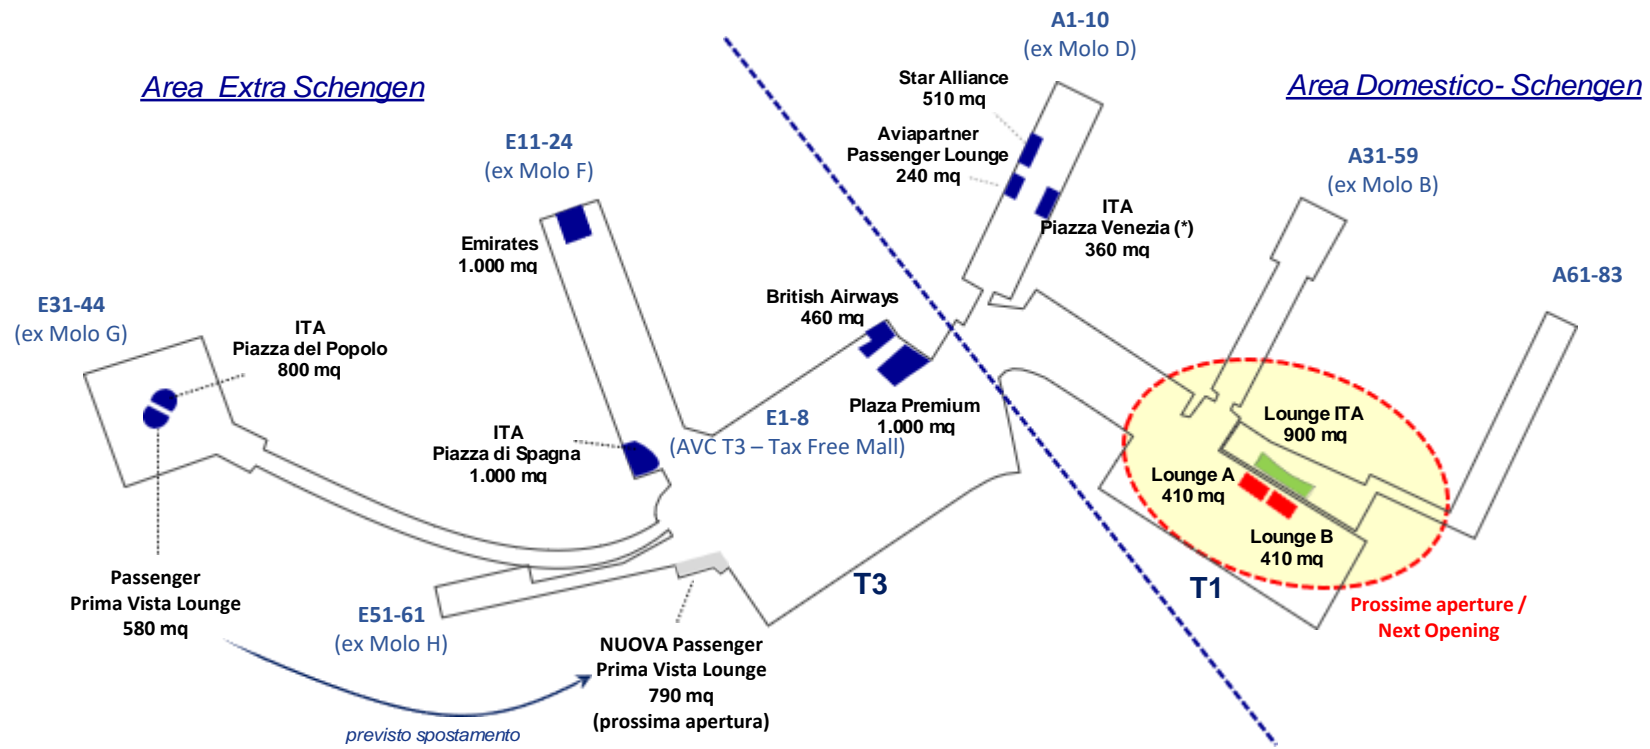 A1-10
(ex Molo D)
Area Extra Schengen
Area Domestico- Schengen
Star Alliance
510 mq
Aviapartner
Passenger Lounge
240 mq
E11-24
(ex Molo F)
A31-59
(ex Molo B)
ITA
Piazza Venezia (*)
360 mq
Emirates
1.000 mq
A61-83
E31-44
(ex Molo G)
ITA
Piazza del Popolo
800 mq
British Airways
460 mq
Plaza Premium
1.000 mq
E1-8
(AVC T3 – Tax Free Mall)
ITA
Piazza di Spagna
1.000 mq
Lounge ITA
900 mq
Lounge A
410 mq
Lounge B
410 mq
T3
T1
Passenger
Prima Vista Lounge
580 mq
E51-61
(ex Molo H)
Prossime aperture /
Next Opening
NUOVA Passenger
Prima Vista Lounge
790 mq
(prossima apertura)
previsto spostamento